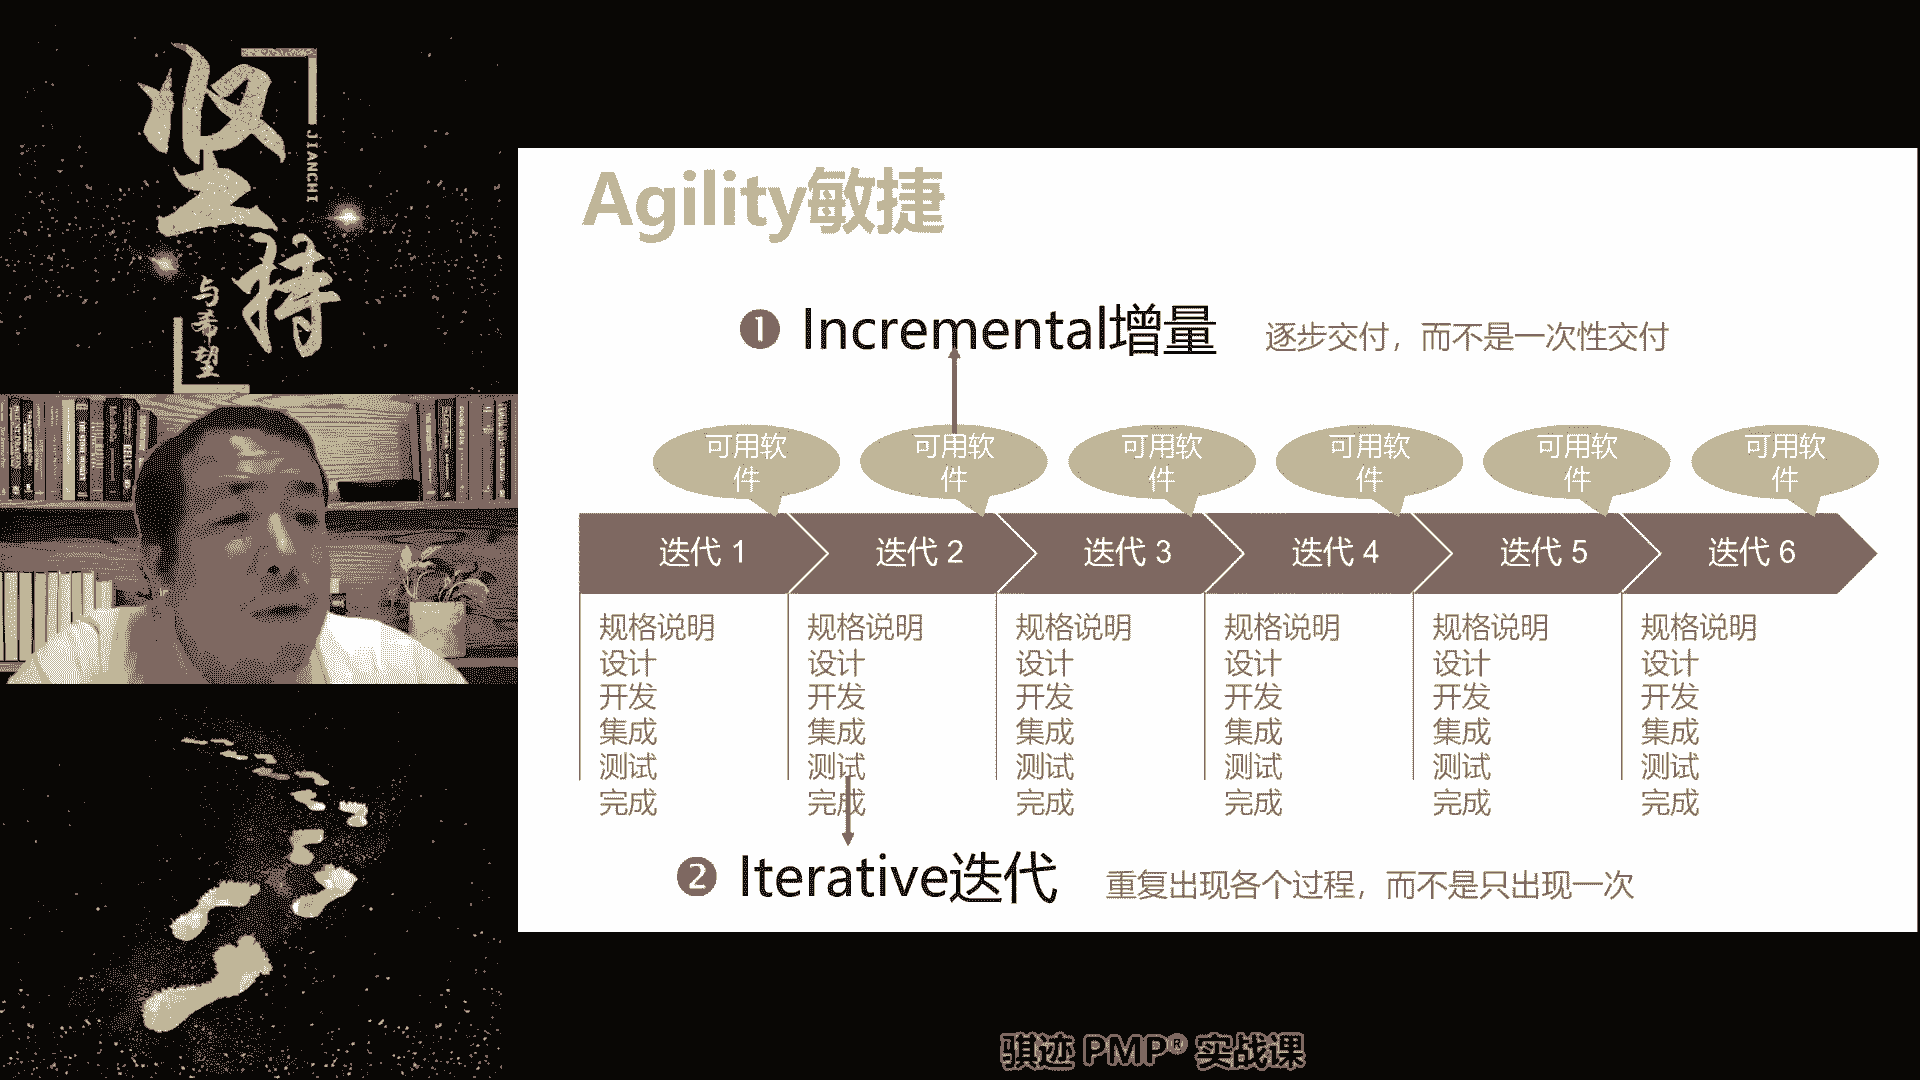 坚持
JIANCHI
与希望
Agility敏捷
❶ Incremental增量
逐步交付，而不是一次性交付
可用软
件
可用软
件
可用软
件
可用软
件
可用软
件
可用软
件
迭代 1
迭代 2
迭代 3
迭代 4
迭代 5
迭代 6
规格说明
设计
开发
集成
测试
完成
规格说明
设计
开发
集成
测试
完成
规格说明
设计
开发
集成
测试
完成
规格说明
设计
开发
集成
测试
完成
规格说明
设计
开发
集成
测试
完成
规格说明
设计
开发
集成
测试
完成
❷ Iterative迭代
重复出现各个过程，而不是只出现一次
骐迹 PMP® 实战课